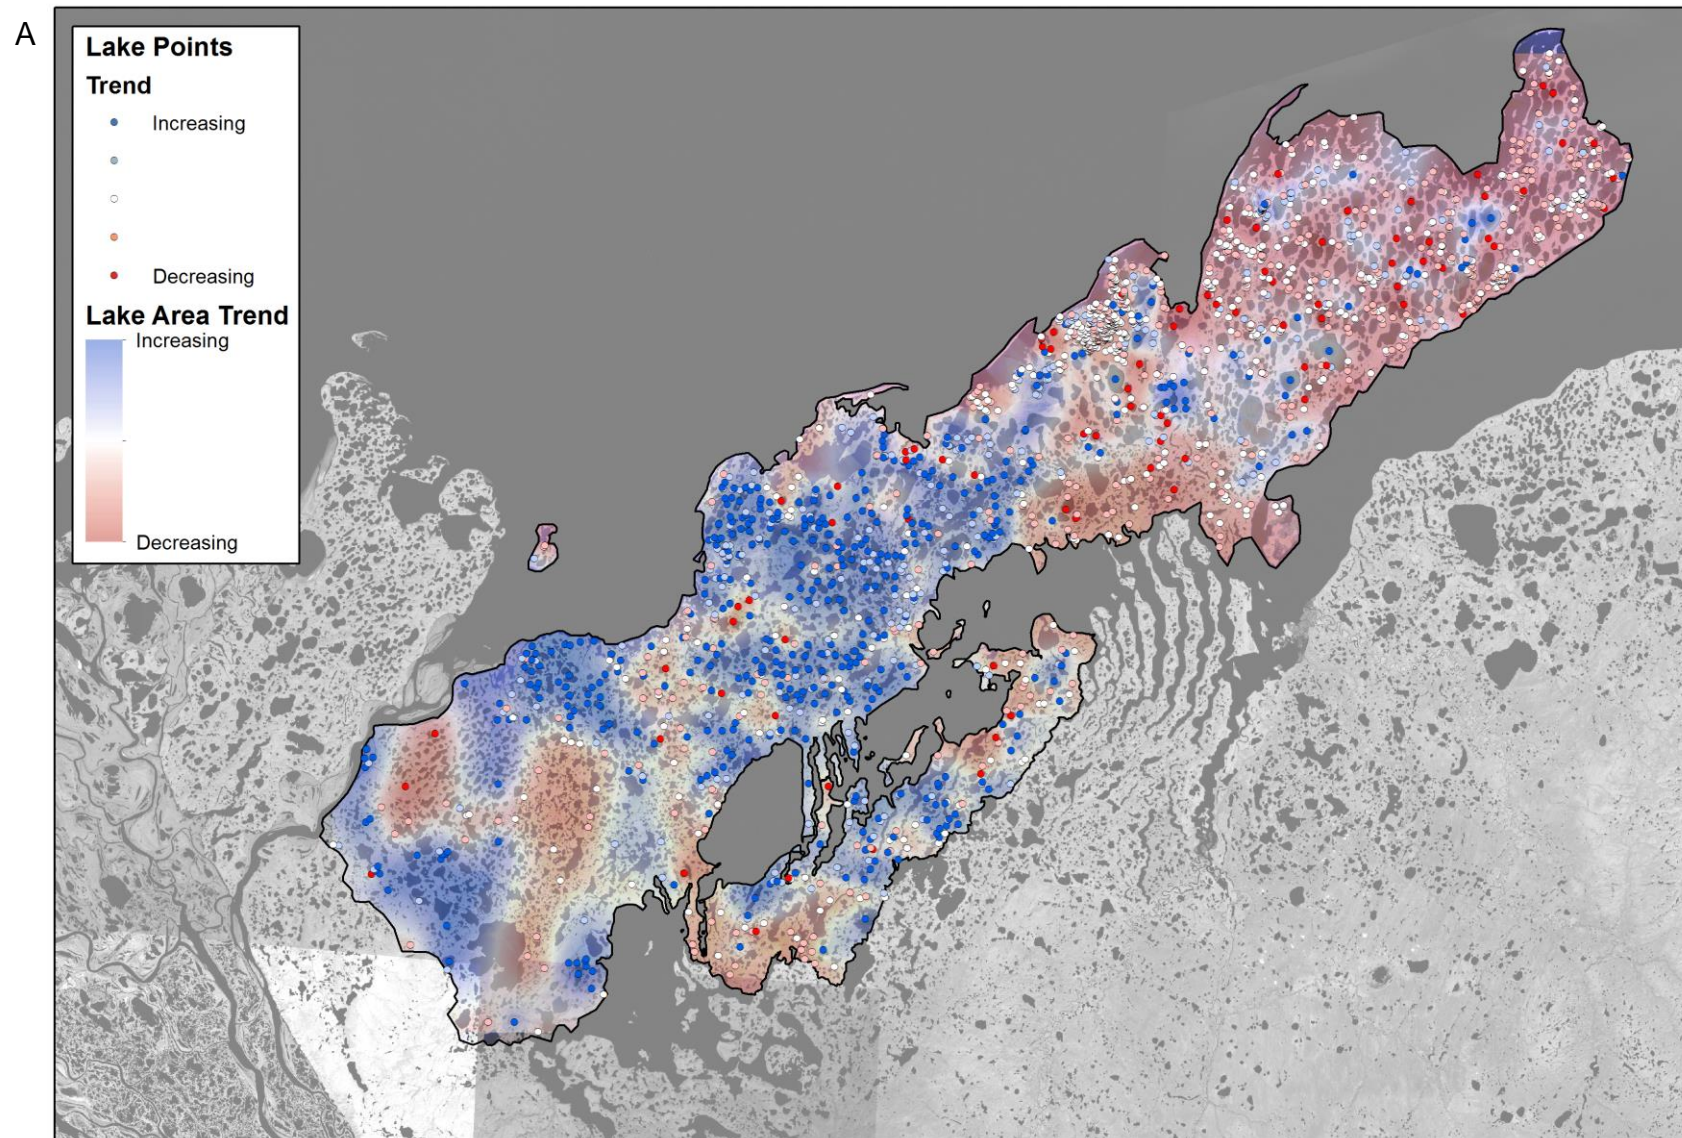 A
Lake Points
Trend
Increasing
Decreasing
Lake Area Trend
Increasing
Decreasing